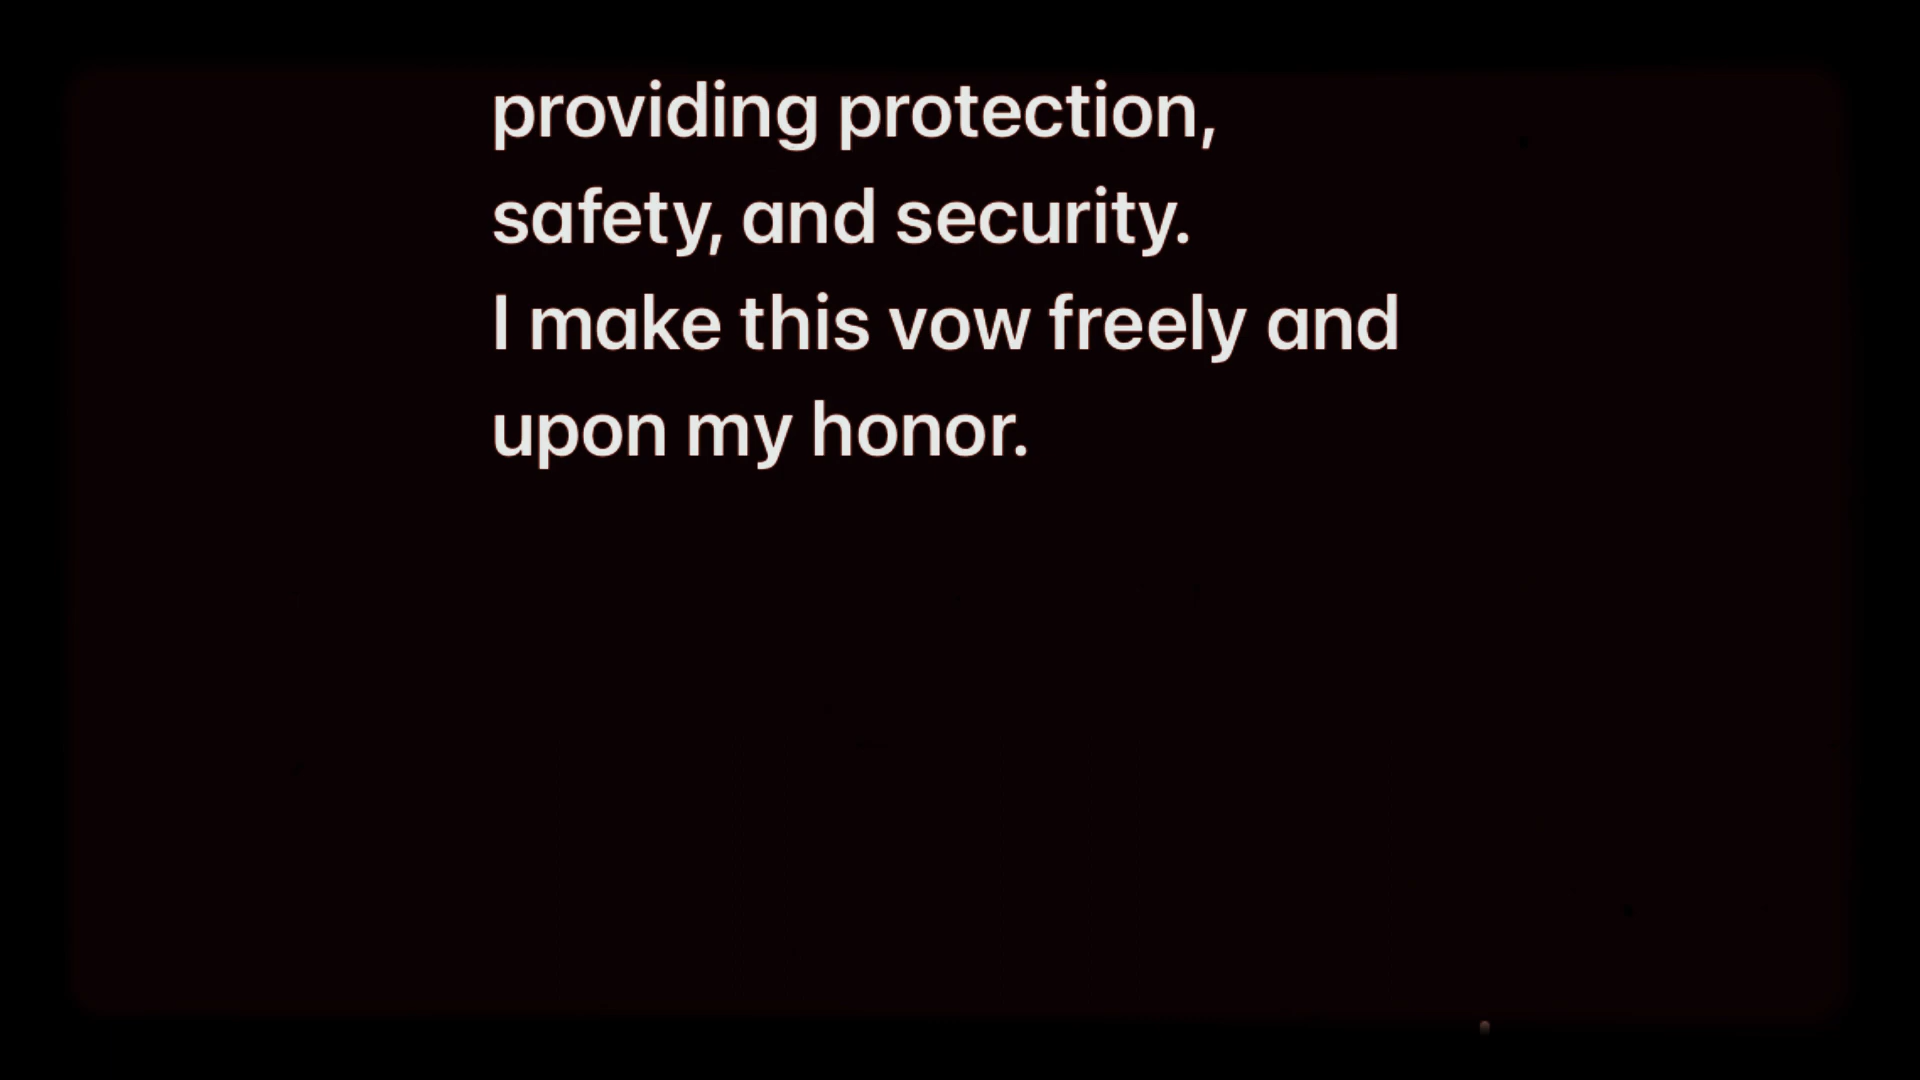 providing protection,
safety, and security.
I make this vow freely and
upon my honor.